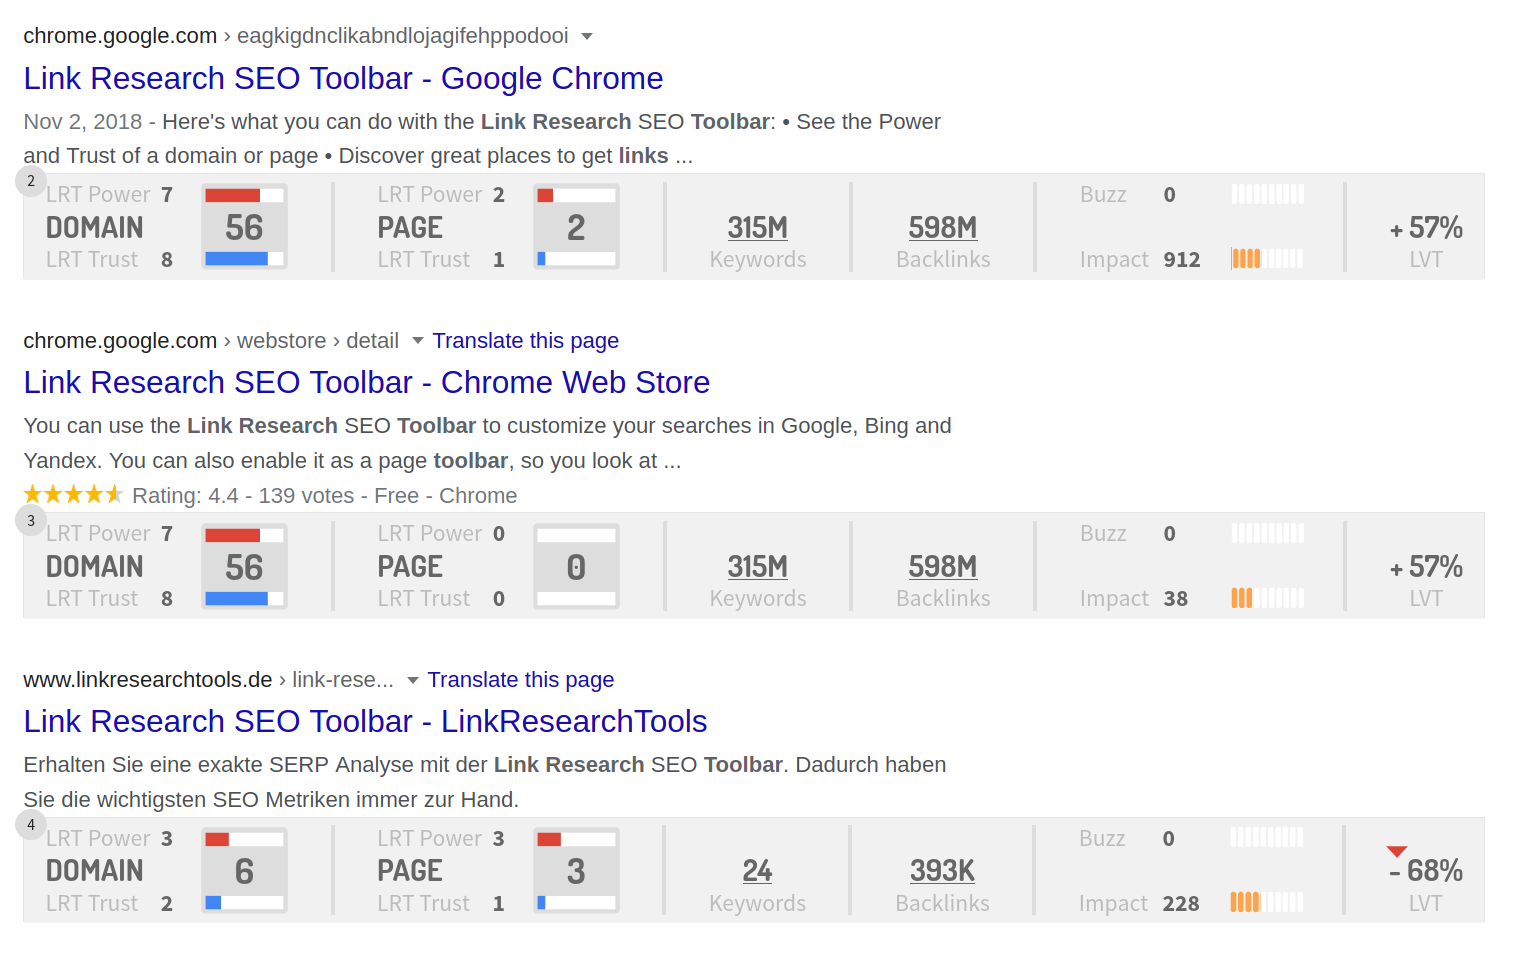 chrome.google.com › eagkigdnclikabndlojagifehppodooi
Link Research SEO Toolbar - Google Chrome
Nov 2, 2018 - Here's what you can do with the Link Research SEO Toolbar: • See the Power
and Trust of a domain or page • Discover great places to get links ...
2
LRT Power 7 LRT Power 2 Buzz 0
DOMAIN 56 PAGE 2 315M 598M + 57%
LRT Trust 8 LRT Trust 1 Keywords Backlinks Impact 912 LVT
chrome.google.com › webstore › detail Translate this page
Link Research SEO Toolbar - Chrome Web Store
You can use the Link Research SEO Toolbar to customize your searches in Google, Bing and
Yandex. You can also enable it as a page toolbar, so you look at ...
Rating: 4.4 - 139 votes - Free - Chrome
3
LRT Power 7 LRT Power 0 Buzz 0
DOMAIN 56 PAGE 0 315M 598M + 57%
LRT Trust 8 LRT Trust 0 Keywords Backlinks Impact 38 LVT
www.linkresearchtools.de › link-rese... Translate this page
Link Research SEO Toolbar - LinkResearchTools
Erhalten Sie eine exakte SERP Analyse mit der Link Research SEO Toolbar. Dadurch haben
Sie die wichtigsten SEO Metriken immer zur Hand.
4
LRT Power 3 LRT Power 3 Buzz 0
DOMAIN 6 PAGE 3 24 393K - 68%
LRT Trust 2 LRT Trust 1 Keywords Backlinks Impact 228 LVT